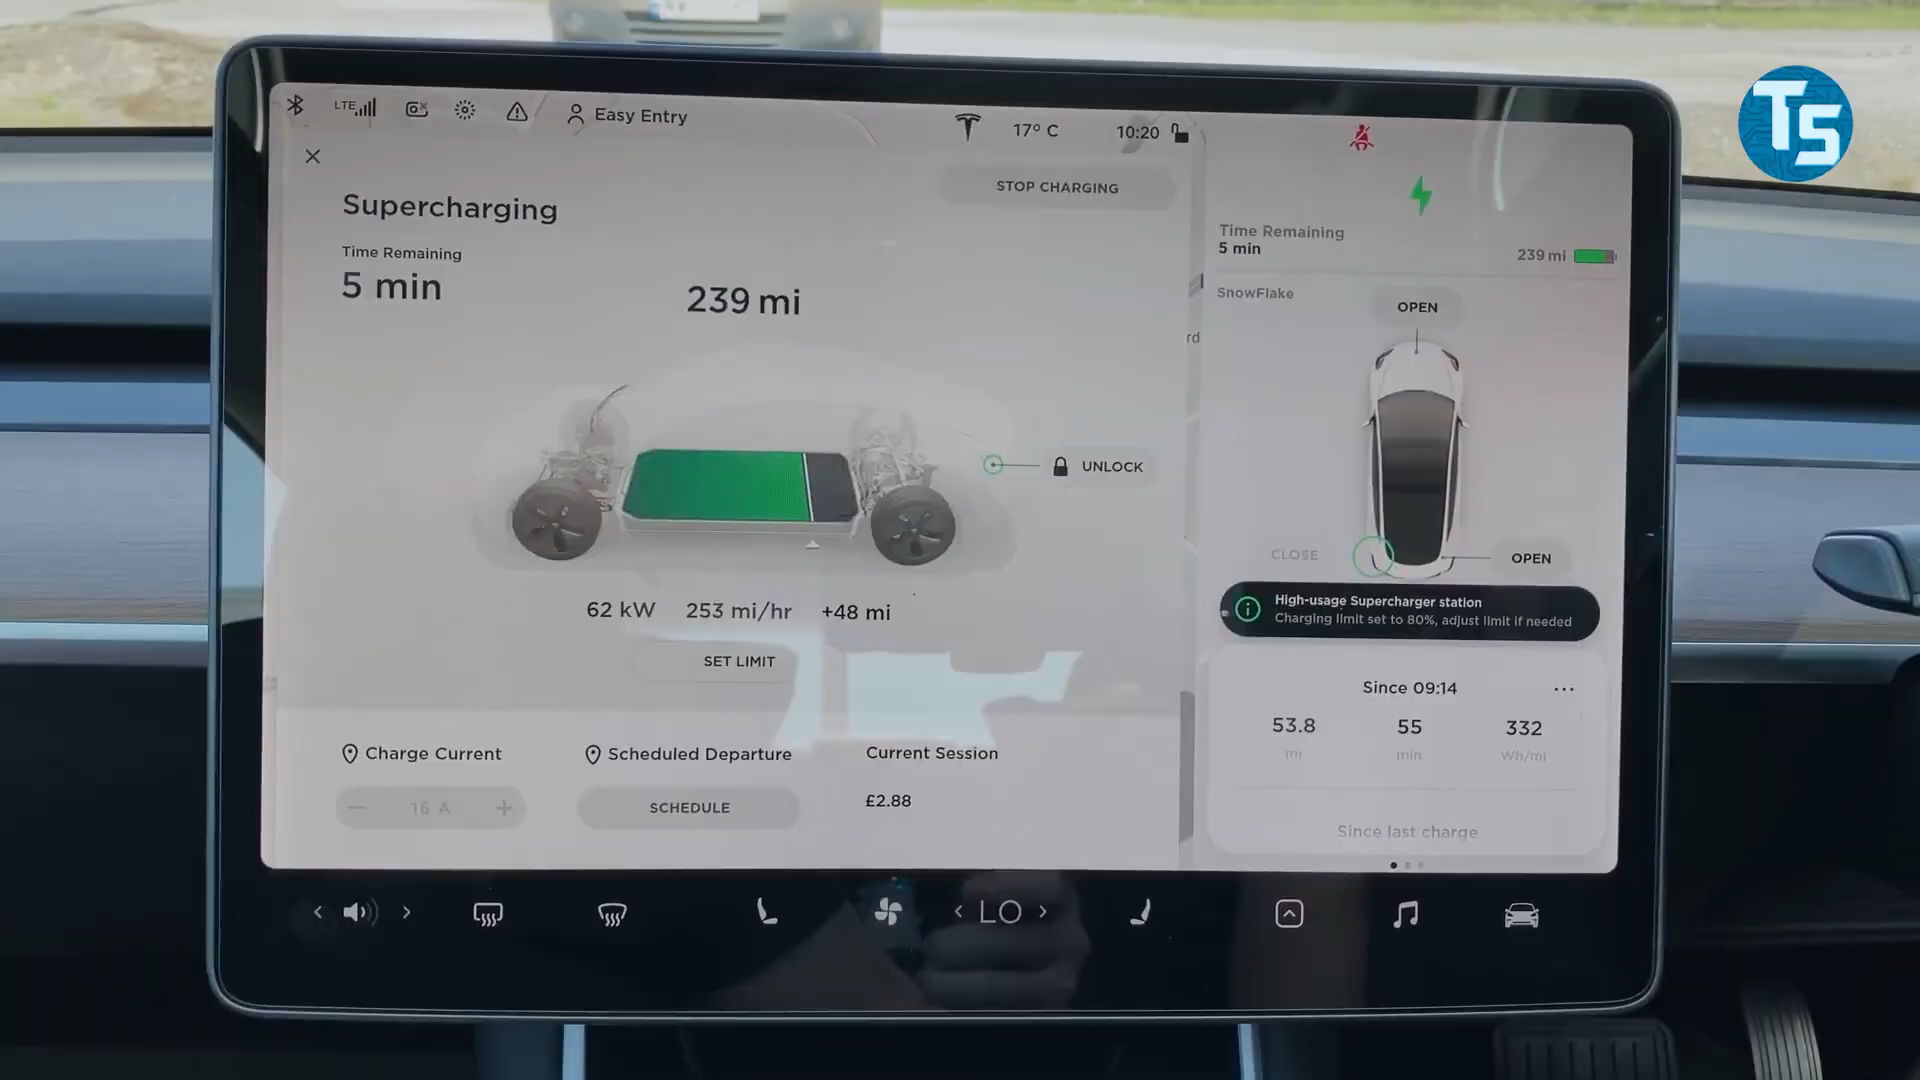 LTE
Easy Entry
17° C
10:20
TS
STOP CHARGING
Supercharging
Time Remaining
5 min
239 mi
UNLOCK
62 kW
253 mi/hr
+48 mi
SET LIMIT
Charge Current
16 A
Scheduled Departure
SCHEDULE
Current Session
£2.88
Time Remaining
5 min
239 mi
SnowFlake
rd
OPEN
CLOSE
OPEN
High-usage Supercharger station
Charging limit set to 80%, adjust limit if needed
Since 09:14
53.8
55
332
mi
min
Wh/mi
Since last charge
LO